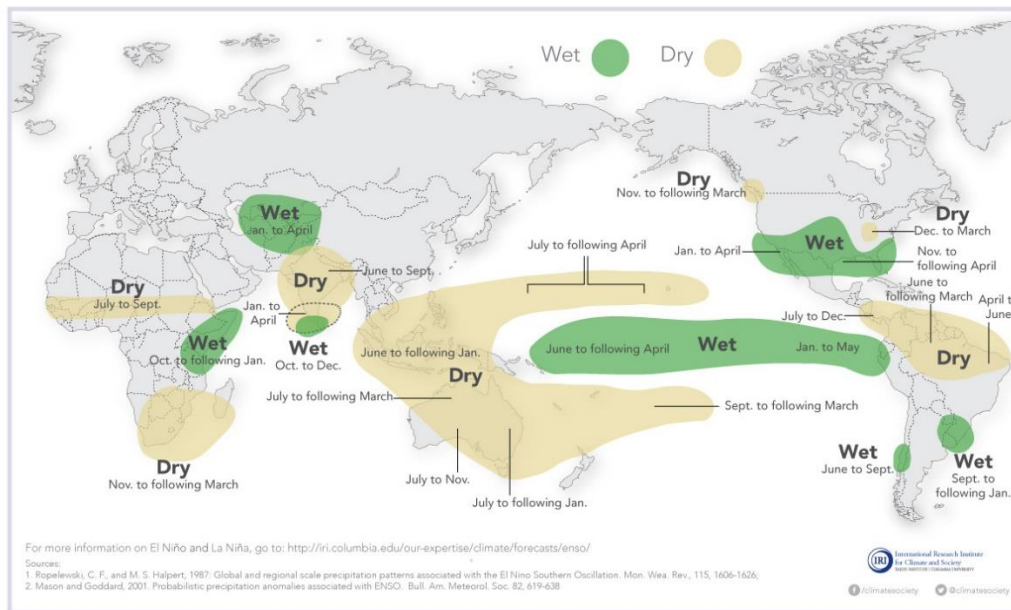 Wet
Dry
Wet
Jan. to April
Dry
Nov. to following March
Dry
Dec. to March
July to following April
Jan. to April
Wet
Nov. to
following April
June to Sept.
Dry
Dry
July to Sept.
Jan. to
April
June to
following March
April t
June
July to Dec.
Wet
Oct. to following Jan.
Wet
Oct. to Dec.
June to following Jan.
Dry
June to following April
Wet
Jan. to May
Dry
July to following March
Sept. to following March
Dry
Nov. to following March
July to Nov.
July to following Jan.
Wet
June to Sept.
Wet
Sept. to
following Jan.
For more information on El Niño and La Niña, go to: http://iri.columbia.edu/our-expertise/climate/forecasts/enso/
Sources:
1. Ropelewski, C. F., and M. S. Halpert, 1987: Global and regional scale precipitation patterns associated with the El Nino Southern Oscillation. Mon. Wea. Rev., 115, 1606-1626;
2. Mason and Goddard, 2001. Probabilistic precipitation anomalies associated with ENSO. Bull. Am. Meteorol. Soc. 82, 619-638
IRI
International Research Institute
for Climate and Society
EARTH INSTITUTE | COLUMBIA UNIVERSITY
/climatesociety
@climatesociety